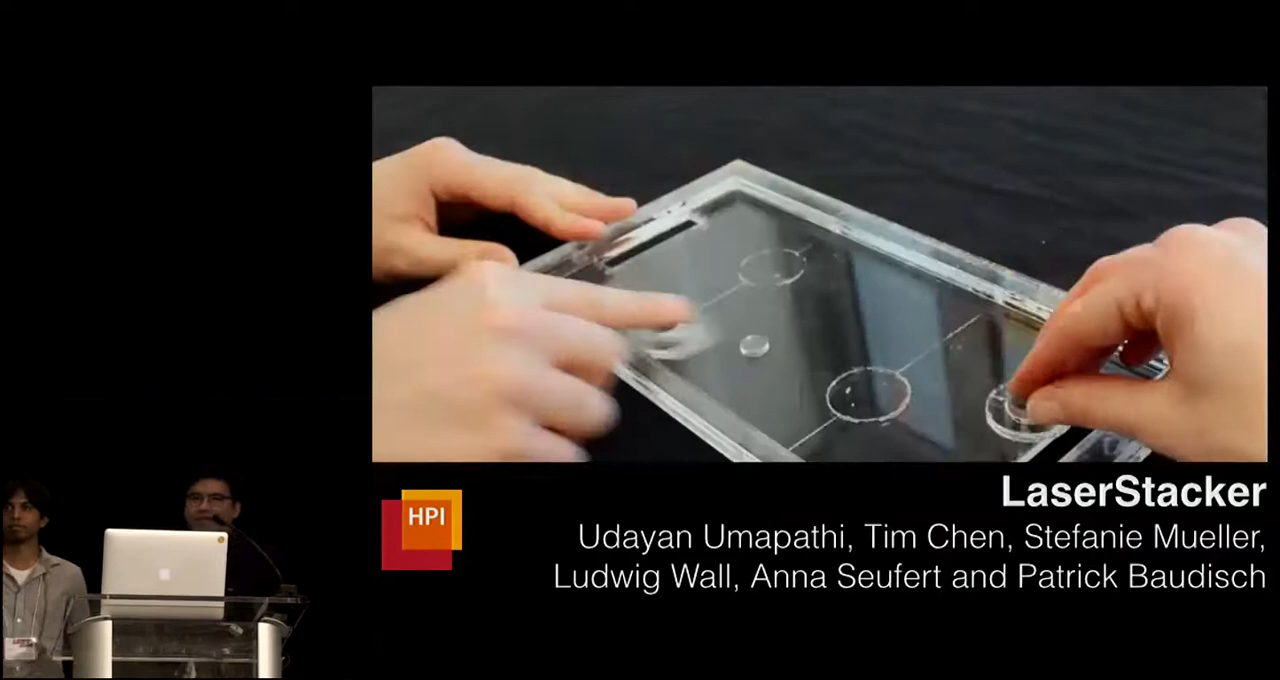 HPI
LaserStacker
Udayan Umapathi, Tim Chen, Stefanie Mueller,
Ludwig Wall, Anna Seufert and Patrick Baudisch